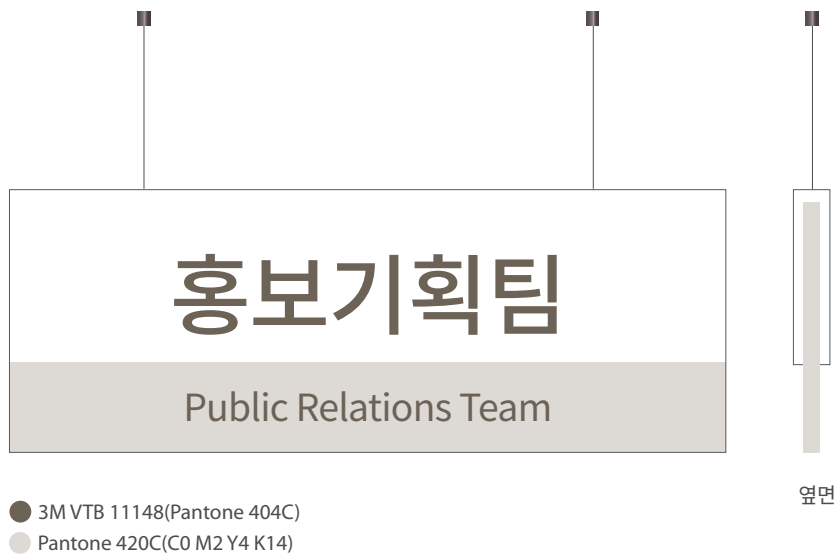 홍보기획팀
Public Relations Team
옆면
3M VTB 11148(Pantone 404C)
Pantone 420C(C0 M2 Y4 K14)